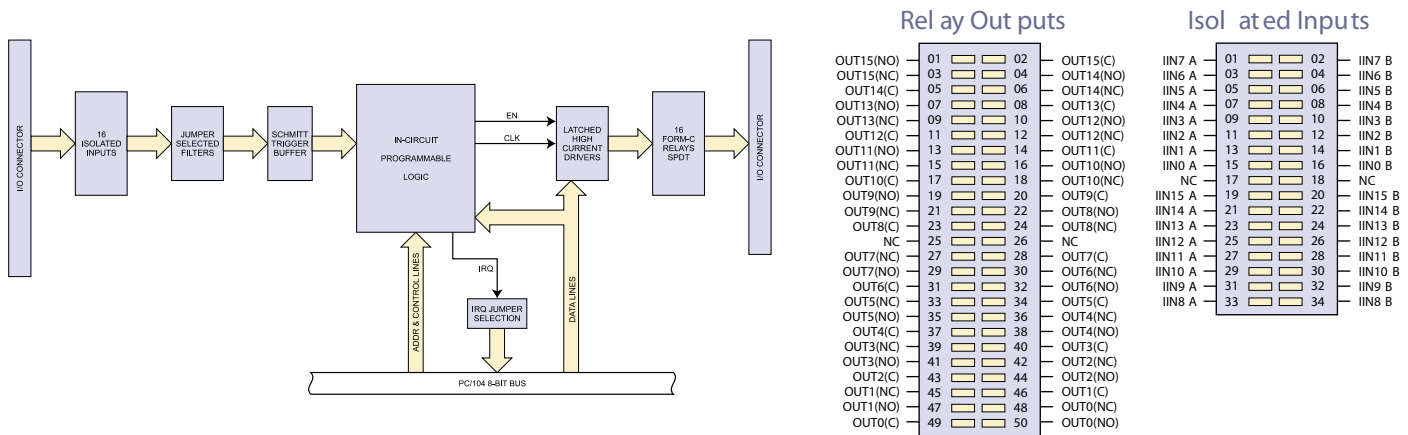 I/O CONNECTOR
16
ISOLATED
INPUTS
JUMPER
SELECTED
FILTERS
SCHMITT
TRIGGER
BUFFER
IN-CIRCUIT
PROGRAMMABLE
LOGIC
EN
CLK
LATCHED
HIGH
CURRENT
DRIVERS
16
FORM-C
RELAYS
SPDT
I/O CONNECTOR
ADDR & CONTROL LINES
IRQ
IRQ JUMPER
SELECTION
DATA LINES
PC/104 8-BIT BUS
Relay Outputs
OUT15(NO) 01 02 OUT15(C)
OUT15(NC) 03 04 OUT14(NO)
OUT14(C) 05 06 OUT14(NC)
OUT13(NO) 07 08 OUT13(C)
OUT13(NC) 09 10 OUT12(NO)
OUT12(C) 11 12 OUT12(NC)
OUT11(NO) 13 14 OUT11(C)
OUT11(NC) 15 16 OUT10(NO)
OUT10(C) 17 18 OUT10(NC)
OUT9(NO) 19 20 OUT9(C)
OUT9(NC) 21 22 OUT8(NO)
OUT8(C) 23 24 OUT8(NC)
NC 25 26 NC
OUT7(NC) 27 28 OUT7(C)
OUT7(NO) 29 30 OUT6(NC)
OUT6(C) 31 32 OUT6(NO)
OUT5(NC) 33 34 OUT5(C)
OUT5(NO) 35 36 OUT4(NC)
OUT4(C) 37 38 OUT4(NO)
OUT3(NC) 39 40 OUT3(C)
OUT3(NO) 41 42 OUT2(NC)
OUT2(C) 43 44 OUT2(NO)
OUT1(NC) 45 46 OUT1(C)
OUT1(NO) 47 48 OUT0(NC)
OUT0(C) 49 50 OUT0(NO)
Isolated Inputs
IIN7 A 01 02 IIN7 B
IIN6 A 03 04 IIN6 B
IIN5 A 05 06 IIN5 B
IIN4 A 07 08 IIN4 B
IIN3 A 09 10 IIN3 B
IIN2 A 11 12 IIN2 B
IIN1 A 13 14 IIN1 B
IIN0 A 15 16 IIN0 B
NC 17 18 NC
IIN15 A 19 20 IIN15 B
IIN14 A 21 22 IIN14 B
IIN13 A 23 24 IIN13 B
IIN12 A 25 26 IIN12 B
IIN11 A 27 28 IIN11 B
IIN10 A 29 30 IIN10 B
IIN9 A 31 32 IIN9 B
IIN8 A 33 34 IIN8 B